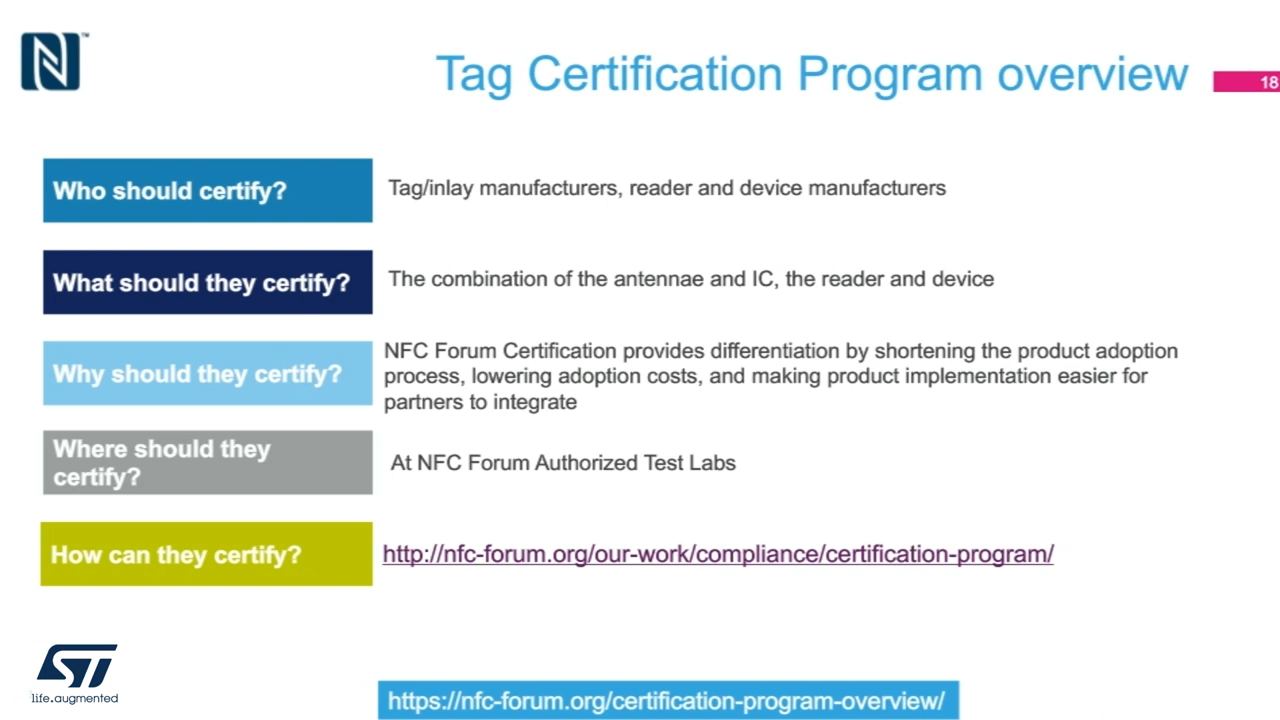 Tag Certification Program overview
18
Who should certify?
Tag/inlay manufacturers, reader and device manufacturers
What should they certify?
The combination of the antennae and IC, the reader and device
Why should they certify?
NFC Forum Certification provides differentiation by shortening the product adoption
process, lowering adoption costs, and making product implementation easier for
partners to integrate
Where should they
certify?
At NFC Forum Authorized Test Labs
How can they certify?
http://nfc-forum.org/our-work/compliance/certification-program/
ST
life.augmented
https://nfc-forum.org/certification-program-overview/